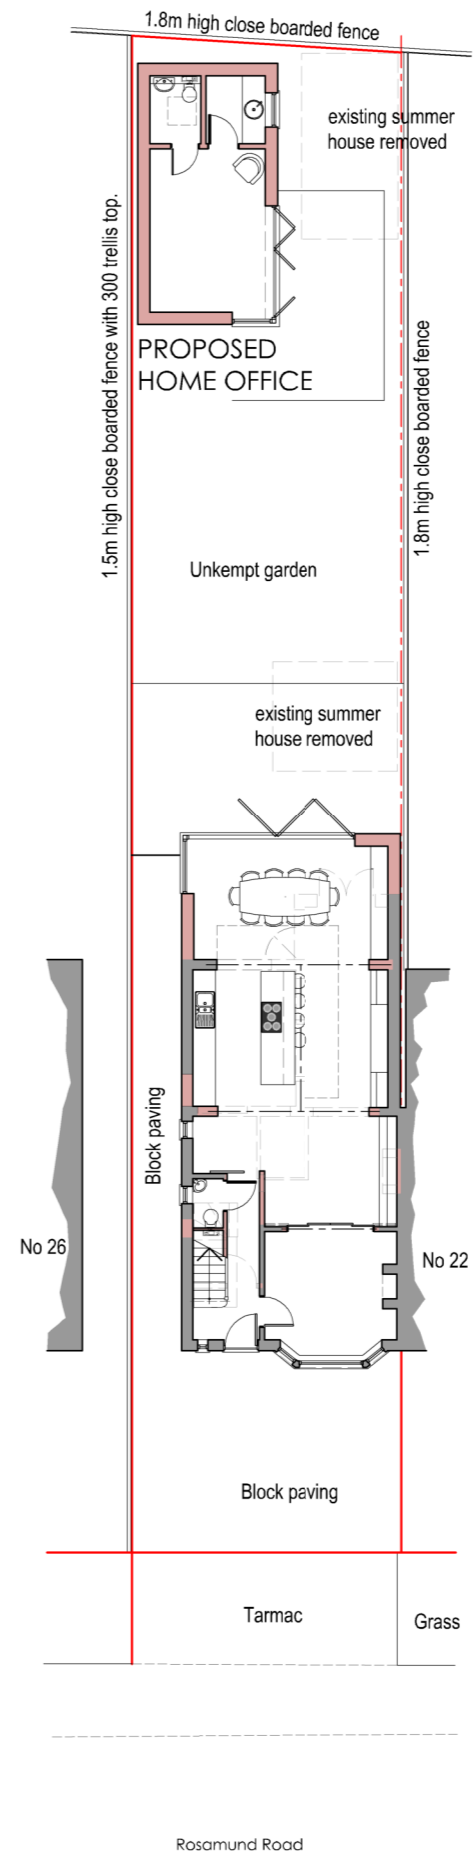 1.8m high close boarded fence
existing summer
house removed
1.5m high close boarded fence with 300 trellis top.
PROPOSED
HOME OFFICE
1.8m high close boarded fence
Unkempt garden
existing summer
house removed
Block paving
No 26
No 22
Block paving
Tarmac
Grass
Rosamund Road